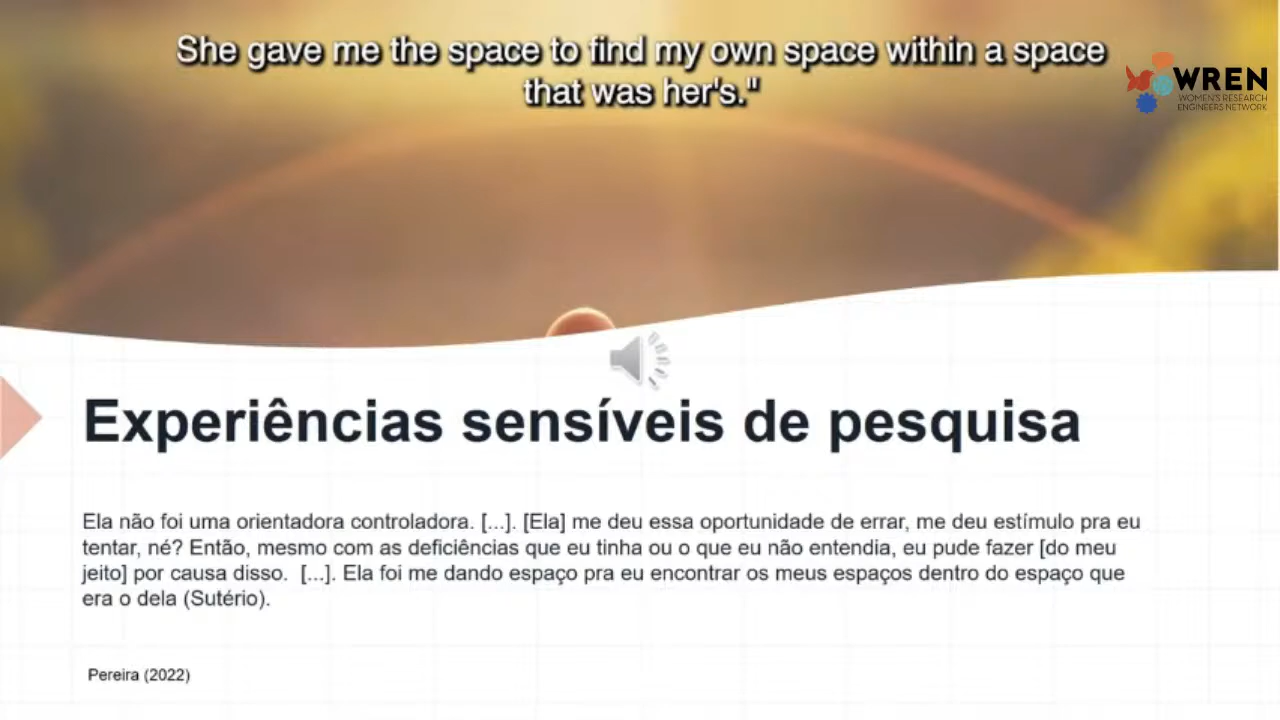 She gave me the space to find my own space within a space
that was her's."
WREN
WOMEN'S RESEARCH
ENGINEERS NETWORK
Experiências sensíveis de pesquisa
Ela não foi uma orientadora controladora. [...]. [Ela] me deu essa oportunidade de errar, me deu estímulo pra eu
tentar, né? Então, mesmo com as deficiências que eu tinha ou o que eu não entendia, eu pude fazer [do meu
jeito] por causa disso. [...]. Ela foi me dando espaço pra eu encontrar os meus espaços dentro do espaço que
era o dela (Sutério).
Pereira (2022)